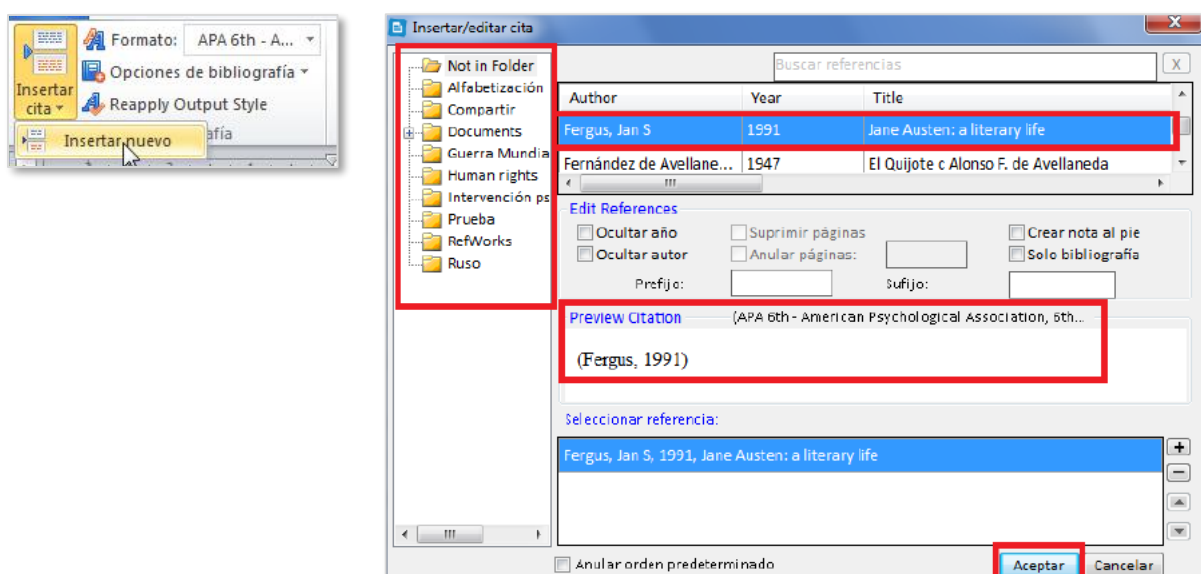 Formato: APA 6th - A...
Insertar cita
Opciones de bibliografía
Reapply Output Style
afía
Insertar nuevo
Insertar/editar cita
X
Not in Folder
Alfabetización
Compartir
Documents
Guerra Mundia
Human rights
Intervención ps
Prueba
RefWorks
Ruso
Buscar referencias
X
Author Year Title
Fergus, Jan S 1991 Jane Austen: a literary life
Fernández de Avellane... 1947 El Quijote c Alonso F. de Avellaneda
Edit References
Ocultar año Suprimir páginas Crear nota al pie
Ocultar autor Anular páginas: Solo bibliografía
Prefijo: Sufijo:
Preview Citation (APA 6th - American Psychological Association, 6th...
(Fergus, 1991)
Seleccionar referencia:
Fergus, Jan S, 1991, Jane Austen: a literary life
Anular orden predeterminado
Aceptar Cancelar